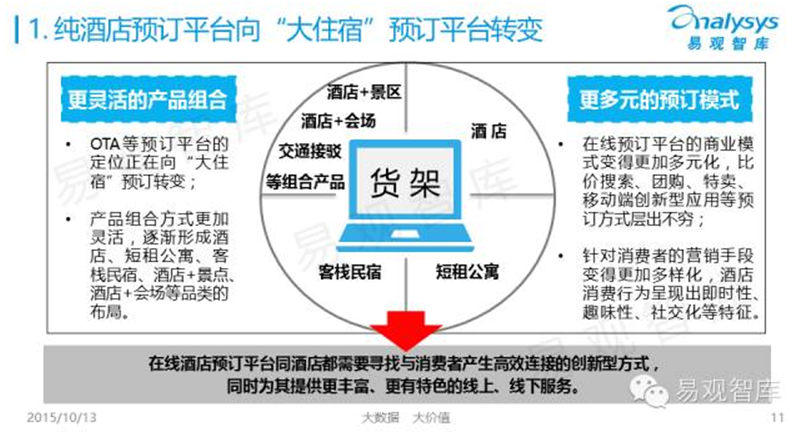 1. 纯酒店预订平台向“大住宿”预订平台转变
analysys
易观智库
更灵活的产品组合
• OTA等预订平台的
定位正在向“大住
宿”预订转变；
• 产品组合方式更加
灵活，逐渐形成酒
店、短租公寓、客
栈民宿、酒店+景点、
酒店+会场等品类的
布局。
酒店+景区
酒店+会场
交通接驳
等组合产品
酒店
货架
客栈民宿
短租公寓
更多元的预订模式
• 在线预订平台的商业模
式变得更加多元化，比
价搜索、团购、特卖、
移动端创新型应用等预
订方式层出不穷；
• 针对消费者的营销手段
变得更加多样化，酒店
消费行为呈现出即时性、
趣味性、社交化等特征。
在线酒店预订平台同酒店都需要寻找与消费者产生高效连接的创新型方式，
同时为其提供更丰富、更有特色的线上、线下服务。
易观智库
2015/10/13
大数据 大价值
11